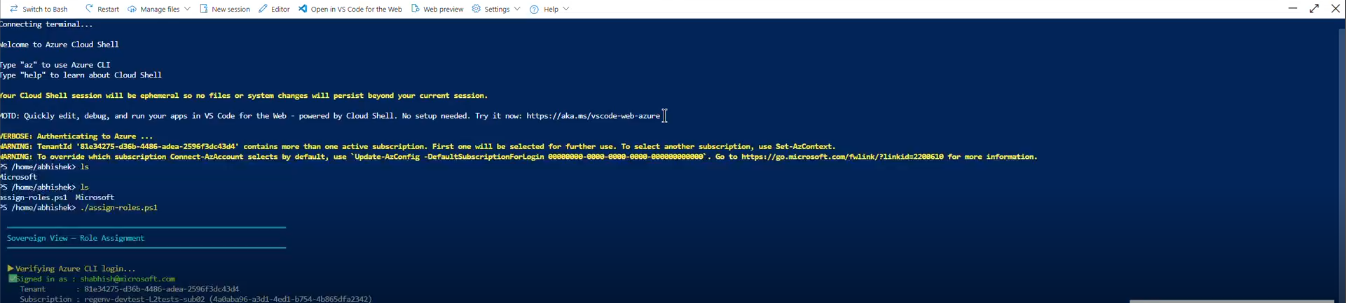 Switch to Bash Restart Manage files New session Editor Open in VS Code for the Web Web preview Settings Help
Connecting terminal...
Welcome to Azure Cloud Shell
Type "az" to use Azure CLI
Type "help" to learn about Cloud Shell
Your Cloud Shell session will be ephemeral so no files or system changes will persist beyond your current session.
MOTD: Quickly edit, debug, and run your apps in VS Code for the Web - powered by Cloud Shell. No setup needed. Try it now: https://aka.ms/vscode-web-azure
VERBOSE: Authenticating to Azure ...
WARNING: TenantId '81e34275-d36b-4486-adea-2596f3dc43d4' contains more than one active subscription. First one will be selected for further use. To select another subscription, use Set-AzContext.
WARNING: To override which subscription Connect-AzAccount selects by default, use `Update-AzConfig -DefaultSubscriptionForLogin 00000000-0000-0000-0000-000000000000`. Go to https://go.microsoft.com/fwlink/?linkid=2200610 for more information.
PS /home/abhishek> ls
Microsoft
PS /home/abhishek> ls
assign-roles.ps1 Microsoft
PS /home/abhishek> ./assign-roles.ps1
Sovereign View — Role Assignment
Verifying Azure CLI login...
Signed in as : shabhish@microsoft.com
Tenant : 81e34275-d36b-4486-adea-2596f3dc43d4
Subscription : regenv-devtest-L2tests-sub02 (4a0aba96-a3d1-4ed1-b754-4b865dfa2342)